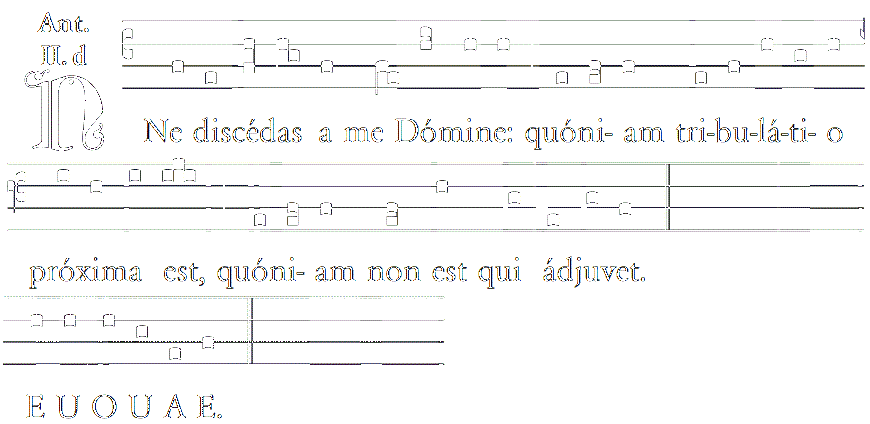 Ant.
II. d
N
Ne discédas a me Dómine: quóni- am tri-bu-lá-ti- o
próxima est, quóni- am non est qui ádjuvet.
E U O U A E.